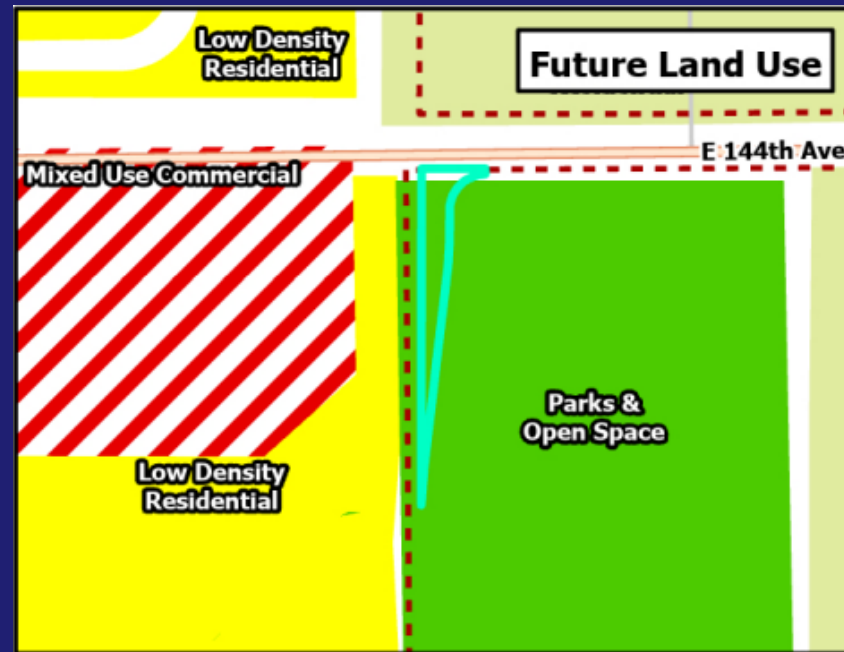 Low Density
Residential
Future Land Use
E 144th Ave
Mixed Use Commercial
Parks &
Open Space
Low Density
Residential